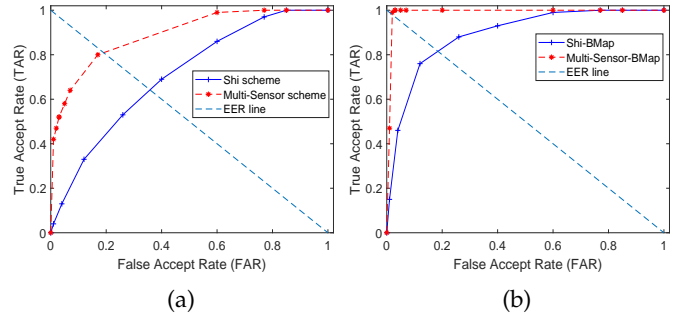 True Accept Rate (TAR)
1
0.8
0.6
0.4
0.2
0
Shi scheme
Multi-Sensor scheme
EER line
0 0.2 0.4 0.6 0.8 1
False Accept Rate (FAR)
(a)
True Accept Rate (TAR)
1
0.8
0.6
0.4
0.2
0
Shi-BMap
Multi-Sensor-BMap
EER line
0 0.2 0.4 0.6 0.8 1
False Accept Rate (FAR)
(b)